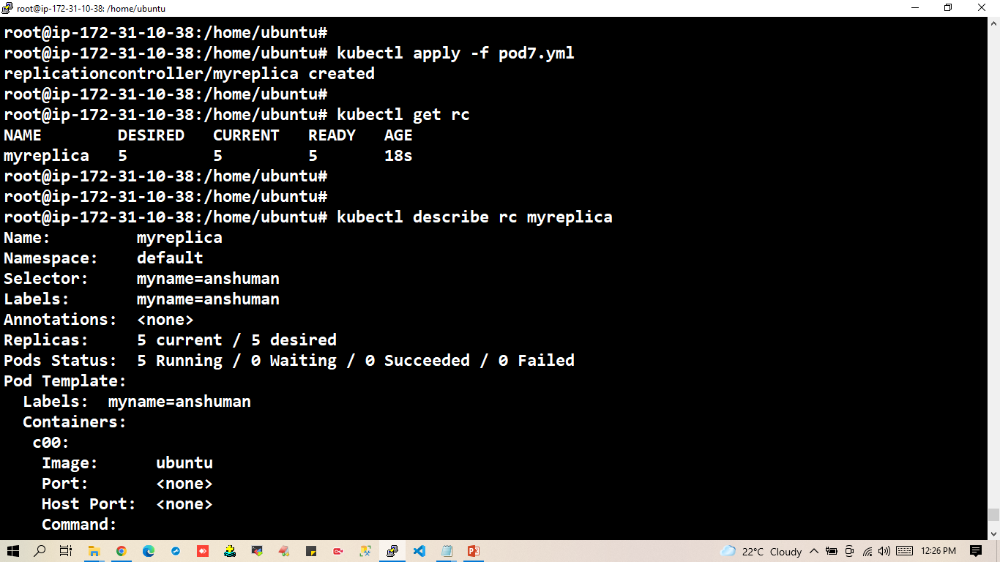 root@ip-172-31-10-38: /home/ubuntu
root@ip-172-31-10-38:/home/ubuntu#
root@ip-172-31-10-38:/home/ubuntu# kubectl apply -f pod7.yml
replicationcontroller/myreplica created
root@ip-172-31-10-38:/home/ubuntu#
root@ip-172-31-10-38:/home/ubuntu# kubectl get rc
NAME        DESIRED   CURRENT   READY   AGE
myreplica   5         5         5       18s
root@ip-172-31-10-38:/home/ubuntu#
root@ip-172-31-10-38:/home/ubuntu#
root@ip-172-31-10-38:/home/ubuntu# kubectl describe rc myreplica
Name:         myreplica
Namespace:    default
Selector:     myname=anshuman
Labels:       myname=anshuman
Annotations:  <none>
Replicas:     5 current / 5 desired
Pods Status:  5 Running / 0 Waiting / 0 Succeeded / 0 Failed
Pod Template:
  Labels:  myname=anshuman
  Containers:
   c00:
    Image:      ubuntu
    Port:       <none>
    Host Port:  <none>
    Command:
22°C Cloudy 12:26 PM